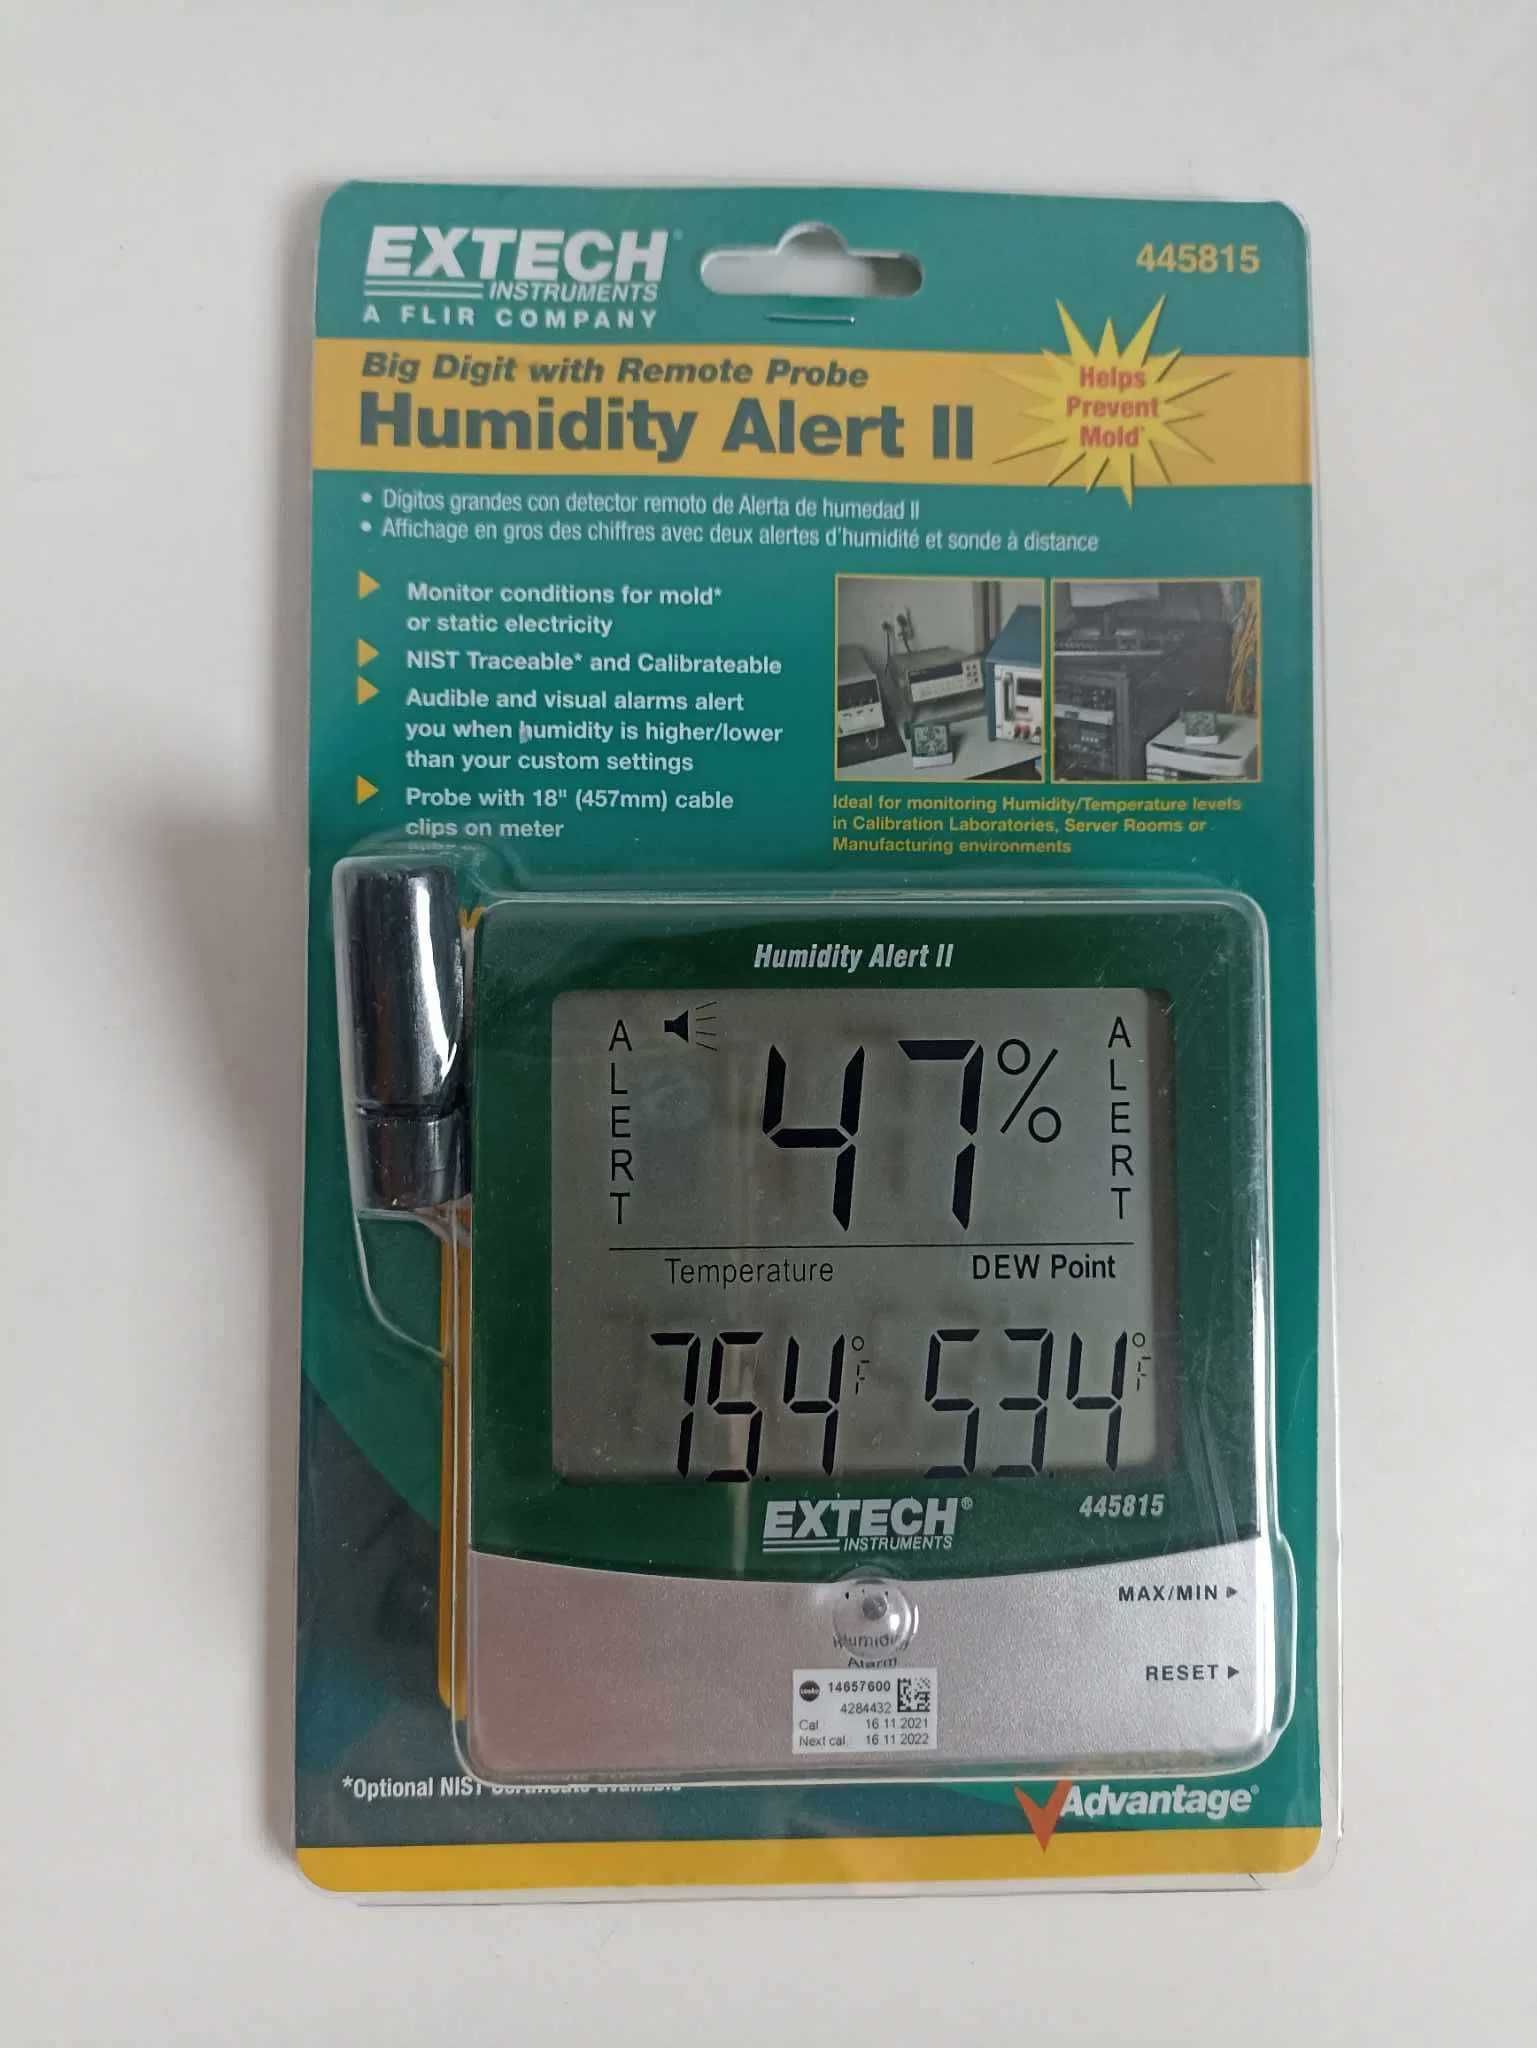 EXTECH
INSTRUMENTS
A FLIR COMPANY
445815
Big Digit with Remote Probe
Humidity Alert II
Helps
Prevent
Mold*
• Dígitos grandes con detector remoto de Alerta de humedad II
• Affichage en gros des chiffres avec deux alertes d'humidité et sonde à distance
Monitor conditions for mold*
or static electricity
NIST Traceable* and Calibrateable
Audible and visual alarms alert
you when humidity is higher/lower
than your custom settings
Probe with 18" (457mm) cable
clips on meter
Ideal for monitoring Humidity/Temperature levels
in Calibration Laboratories, Server Rooms or
Manufacturing environments
Humidity Alert II
ALERT
47%
ALERT
Temperature
DEW Point
75.4°F
53.4°F
EXTECH®
INSTRUMENTS
445815
MAX/MIN
RESET
Humidity
Alarm
14657600
4284432
Cal 16 11 2021
Next cal 16 11 2022
*Optional NIST Certificate available
Advantage®